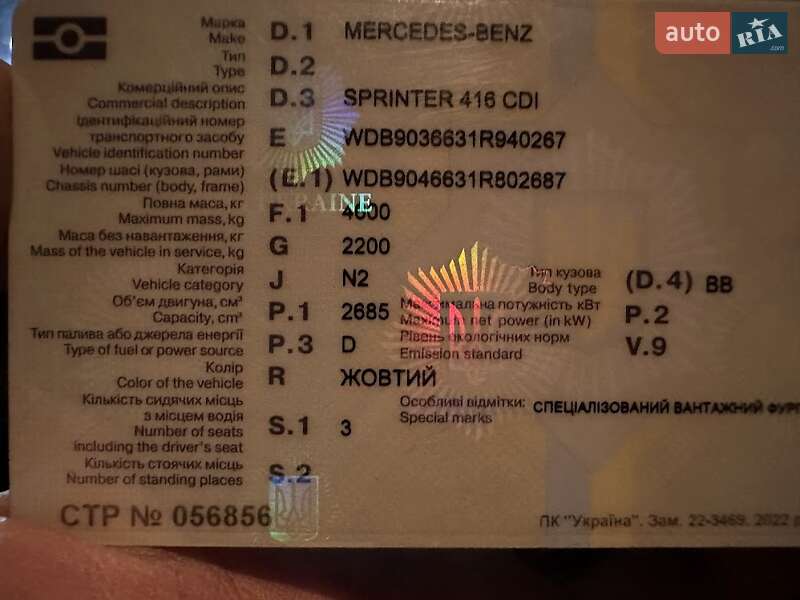 auto RIA .com
Марка
Make D.1 MERCEDES-BENZ
Тип
Type D.2
Комерційний опис
Commercial description D.3 SPRINTER 416 CDI
Ідентифікаційний номер
транспортного засобу
Vehicle identification number E WDB9036631R940267
Номер шасі (кузова, рами)
Chassis number (body, frame) (E.1) WDB9046631R802687
UKRAINE
Повна маса, кг
Maximum mass, kg F.1 4600
Маса без навантаження, кг
Mass of the vehicle in service, kg G 2200
Категорія
Vehicle category J N2
Тип кузова
Body type (D.4) ВВ
Об'єм двигуна, см³
Capacity, cm³ P.1 2685
Максимальна потужність кВт
Maximum net power (in kW) P.2
Тип палива або джерела енергії
Type of fuel or power source P.3 D
Рівень екологічних норм
Emission standard V.9
Колір
Color of the vehicle R ЖОВТИЙ
Кількість сидячих місць
з місцем водія
Number of seats
including the driver's seat S.1 3
Особливі відмітки: СПЕЦІАЛІЗОВАНИЙ ВАНТАЖНИЙ
Special marks
Кількість стоячих місць
Number of standing places S.2
СТР № 056856
ПК "Україна". Зам. 22-3469. 2022 р